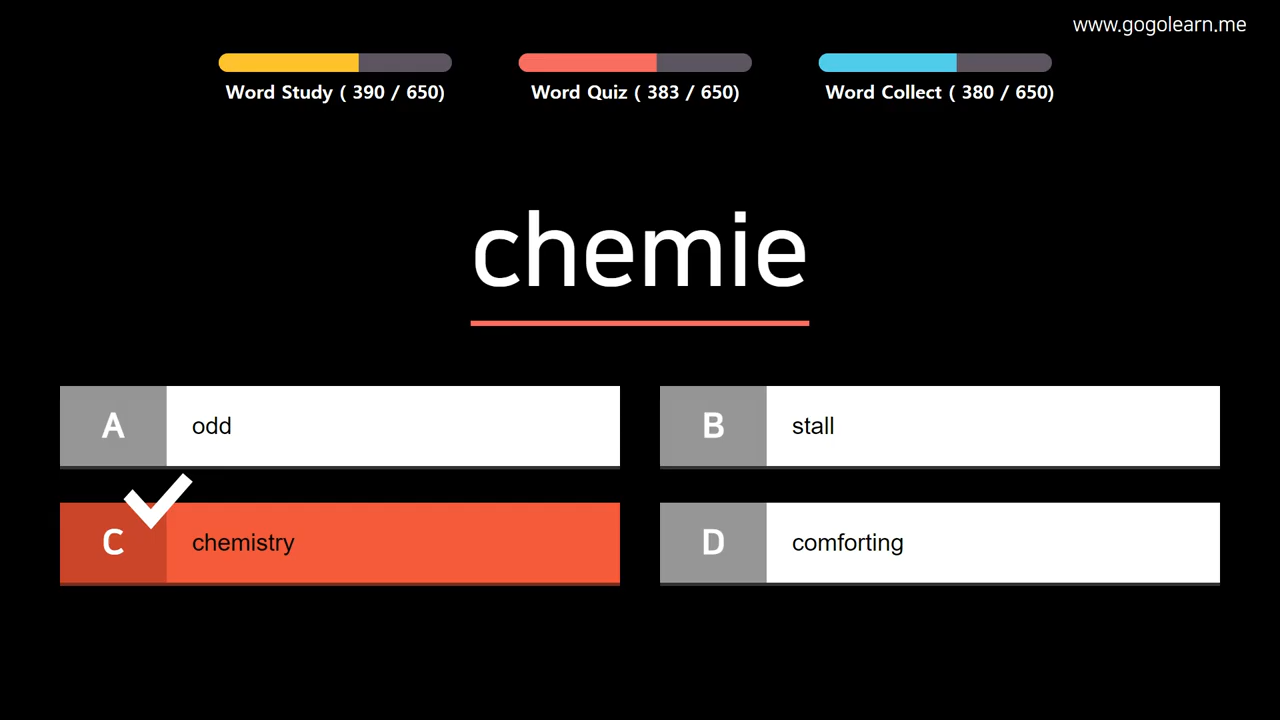 www.gogolearn.me
Word Study ( 390 / 650)
Word Quiz ( 383 / 650)
Word Collect ( 380 / 650)
chemie
A odd
B stall
C chemistry
D comforting